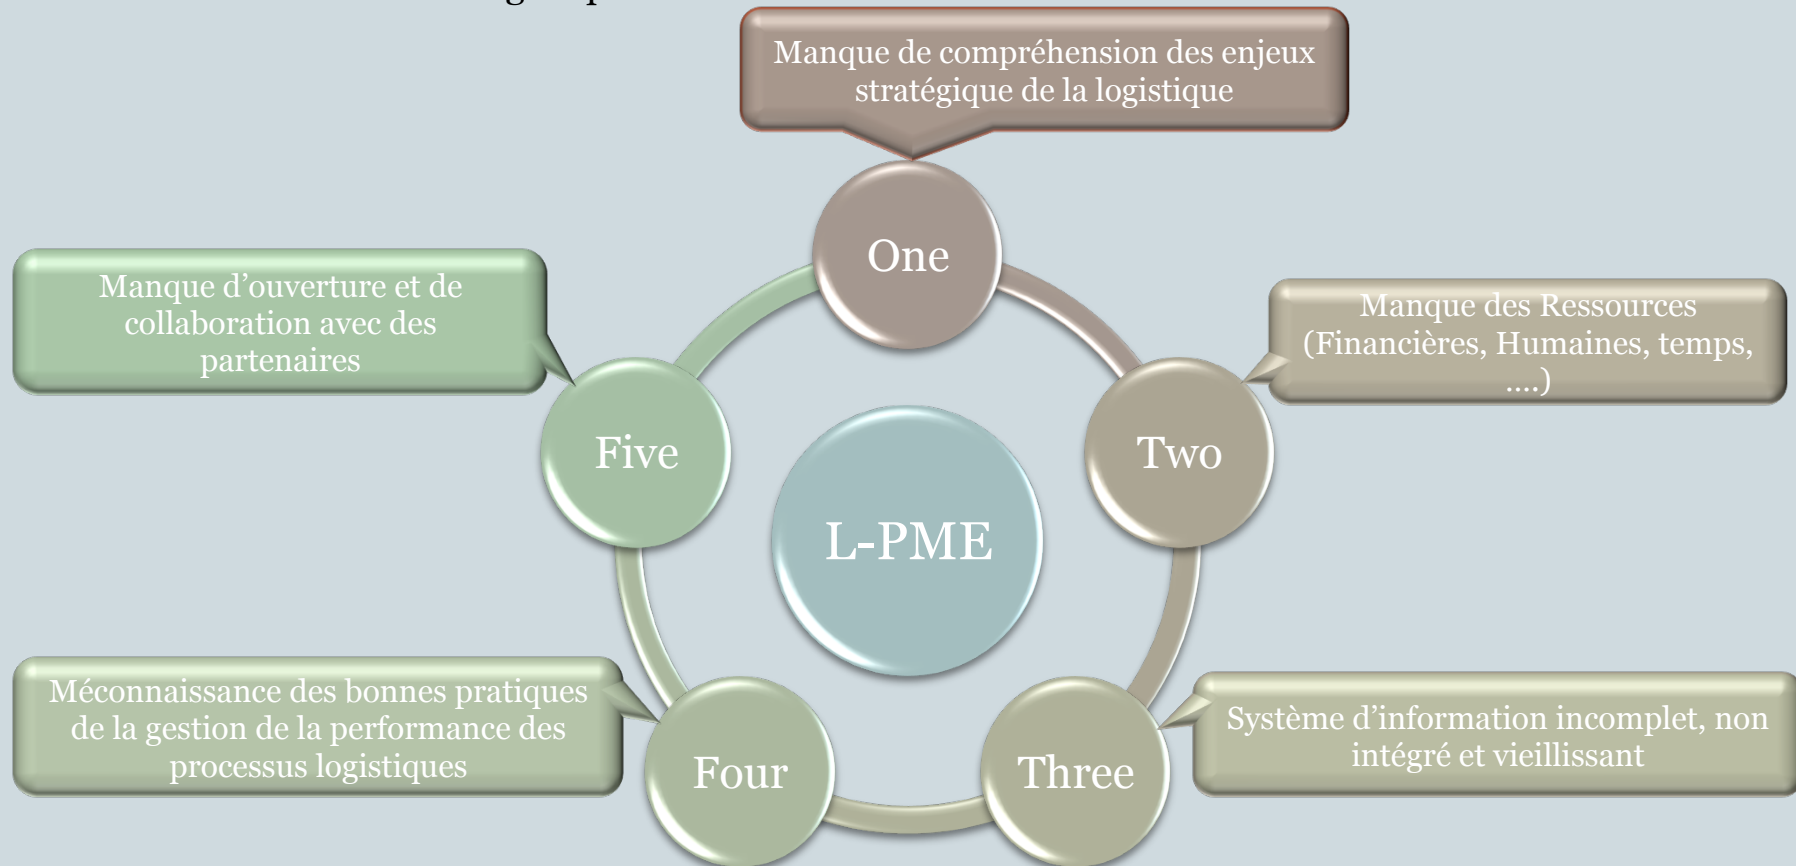 Manque de compréhension des enjeux
stratégique de la logistique
One
Manque d’ouverture et de
collaboration avec des
partenaires
Manque des Ressources
(Financières, Humaines, temps,
....)
Five
Two
L-PME
Méconnaissance des bonnes pratiques
de la gestion de la performance des
processus logistiques
Système d’information incomplet, non
intégré et vieillissant
Four
Three